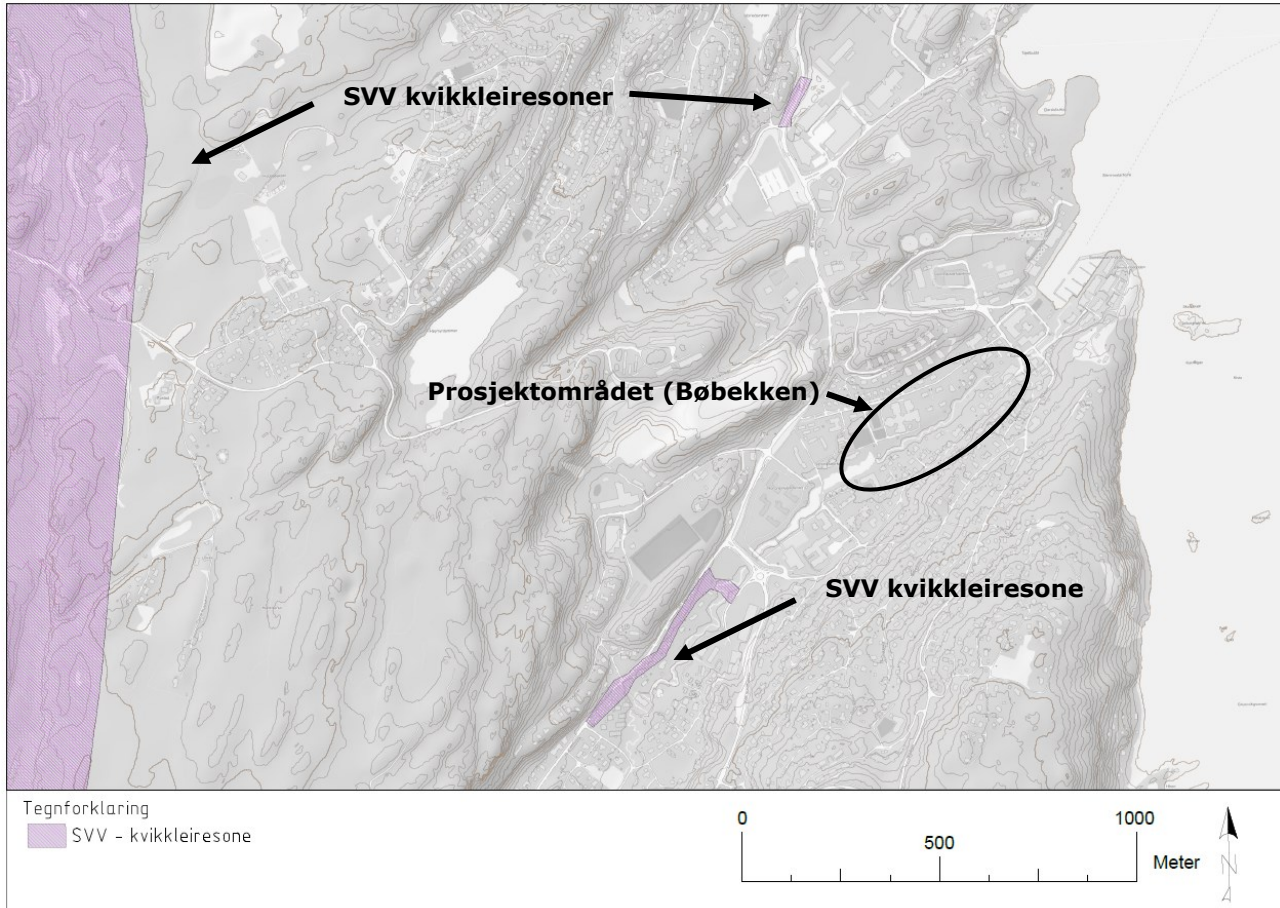 SVV kvikkleiresoner
Prosjektområdet (Bøbekken)
SVV kvikkleiresone
Tegnforklaring
SVV - kvikkleiresone
0
500
1000
Meter
N